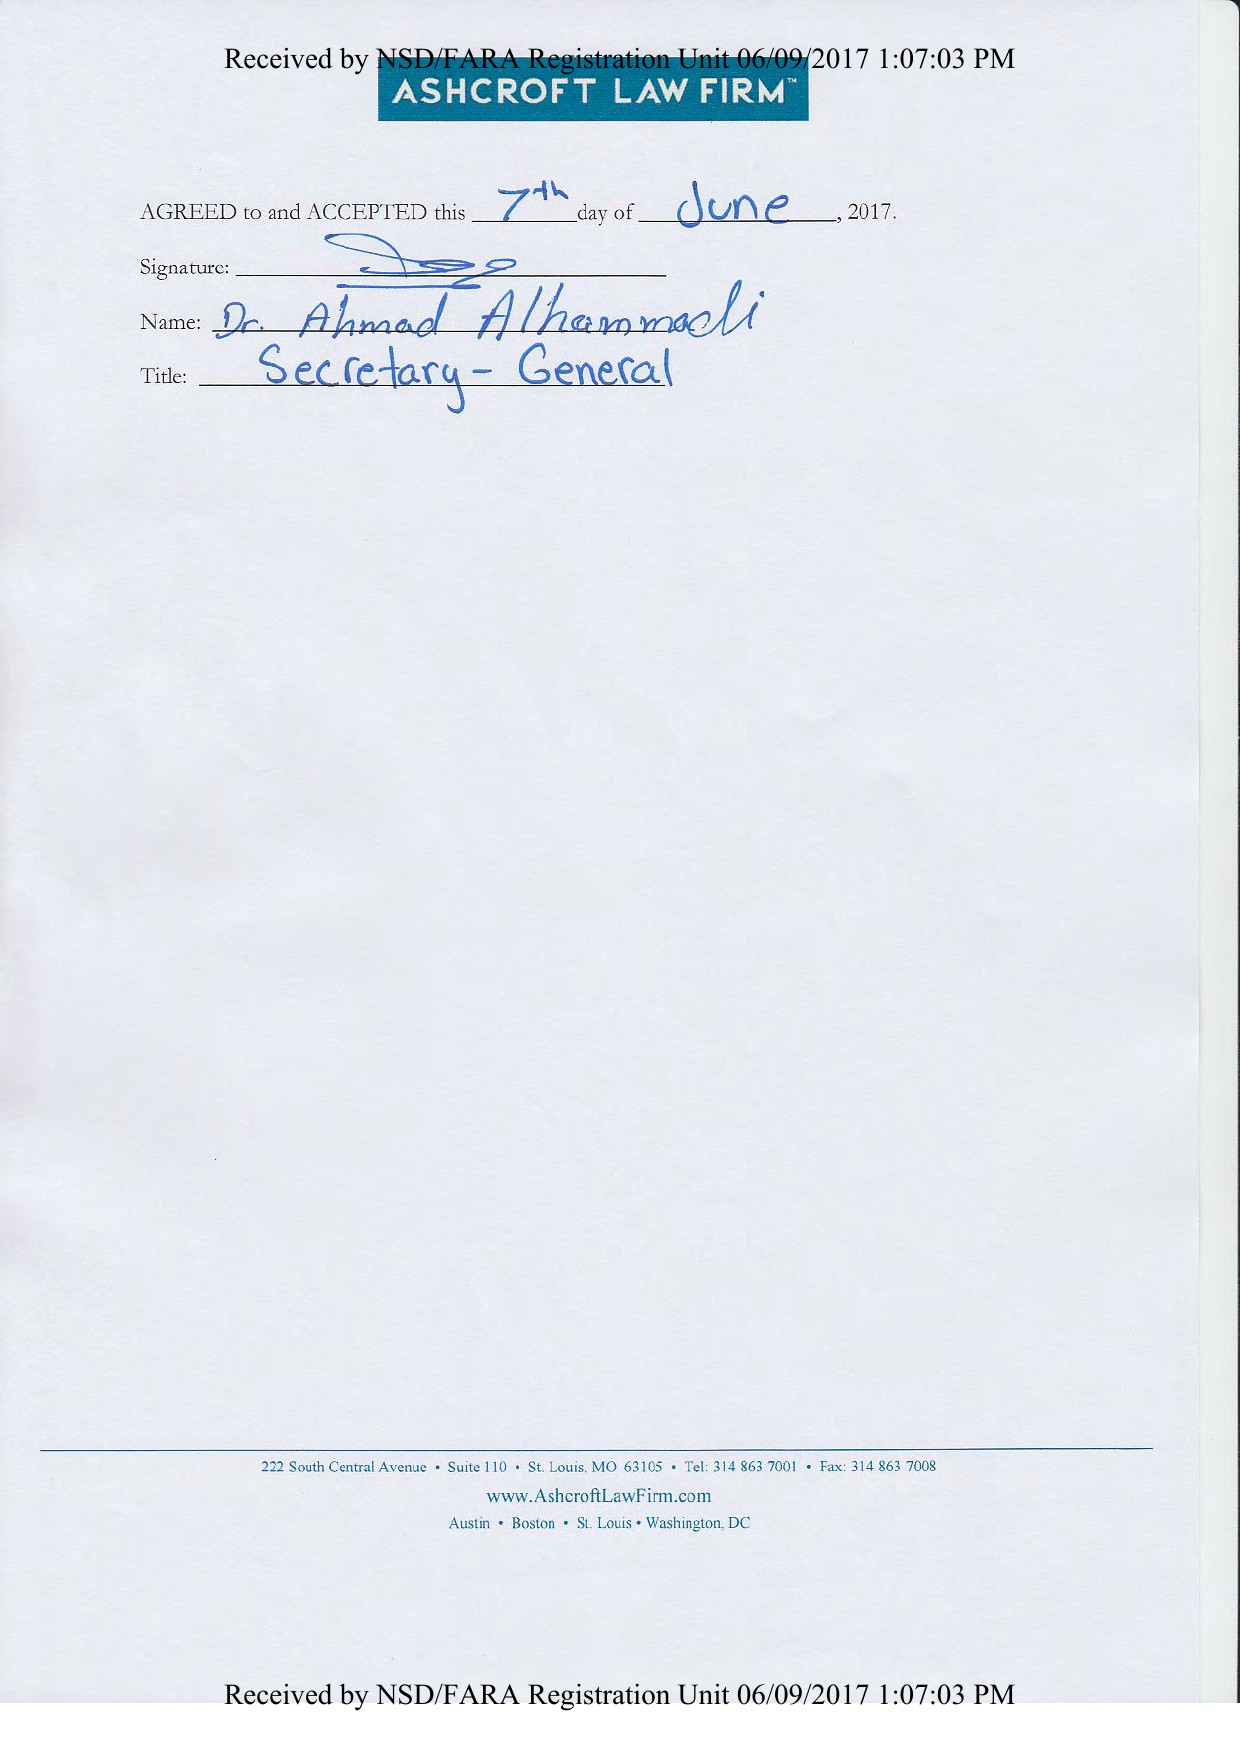 Received by NSD/FARA Registration Unit 06/09/2017 1:07:03 PM
ASHCROFT LAW FIRM™
AGREED to and ACCEPTED this 7th day of June, 2017.
Signature:
Name: Dr. Ahmad Alhammadi
Title: Secretary-General
222 South Central Avenue • Suite 110 • St. Louis, MO 63105 • Tel: 314 863 7001 • Fax: 314 863 7008
www.AshcroftLawFirm.com
Austin • Boston • St. Louis • Washington, DC
Received by NSD/FARA Registration Unit 06/09/2017 1:07:03 PM